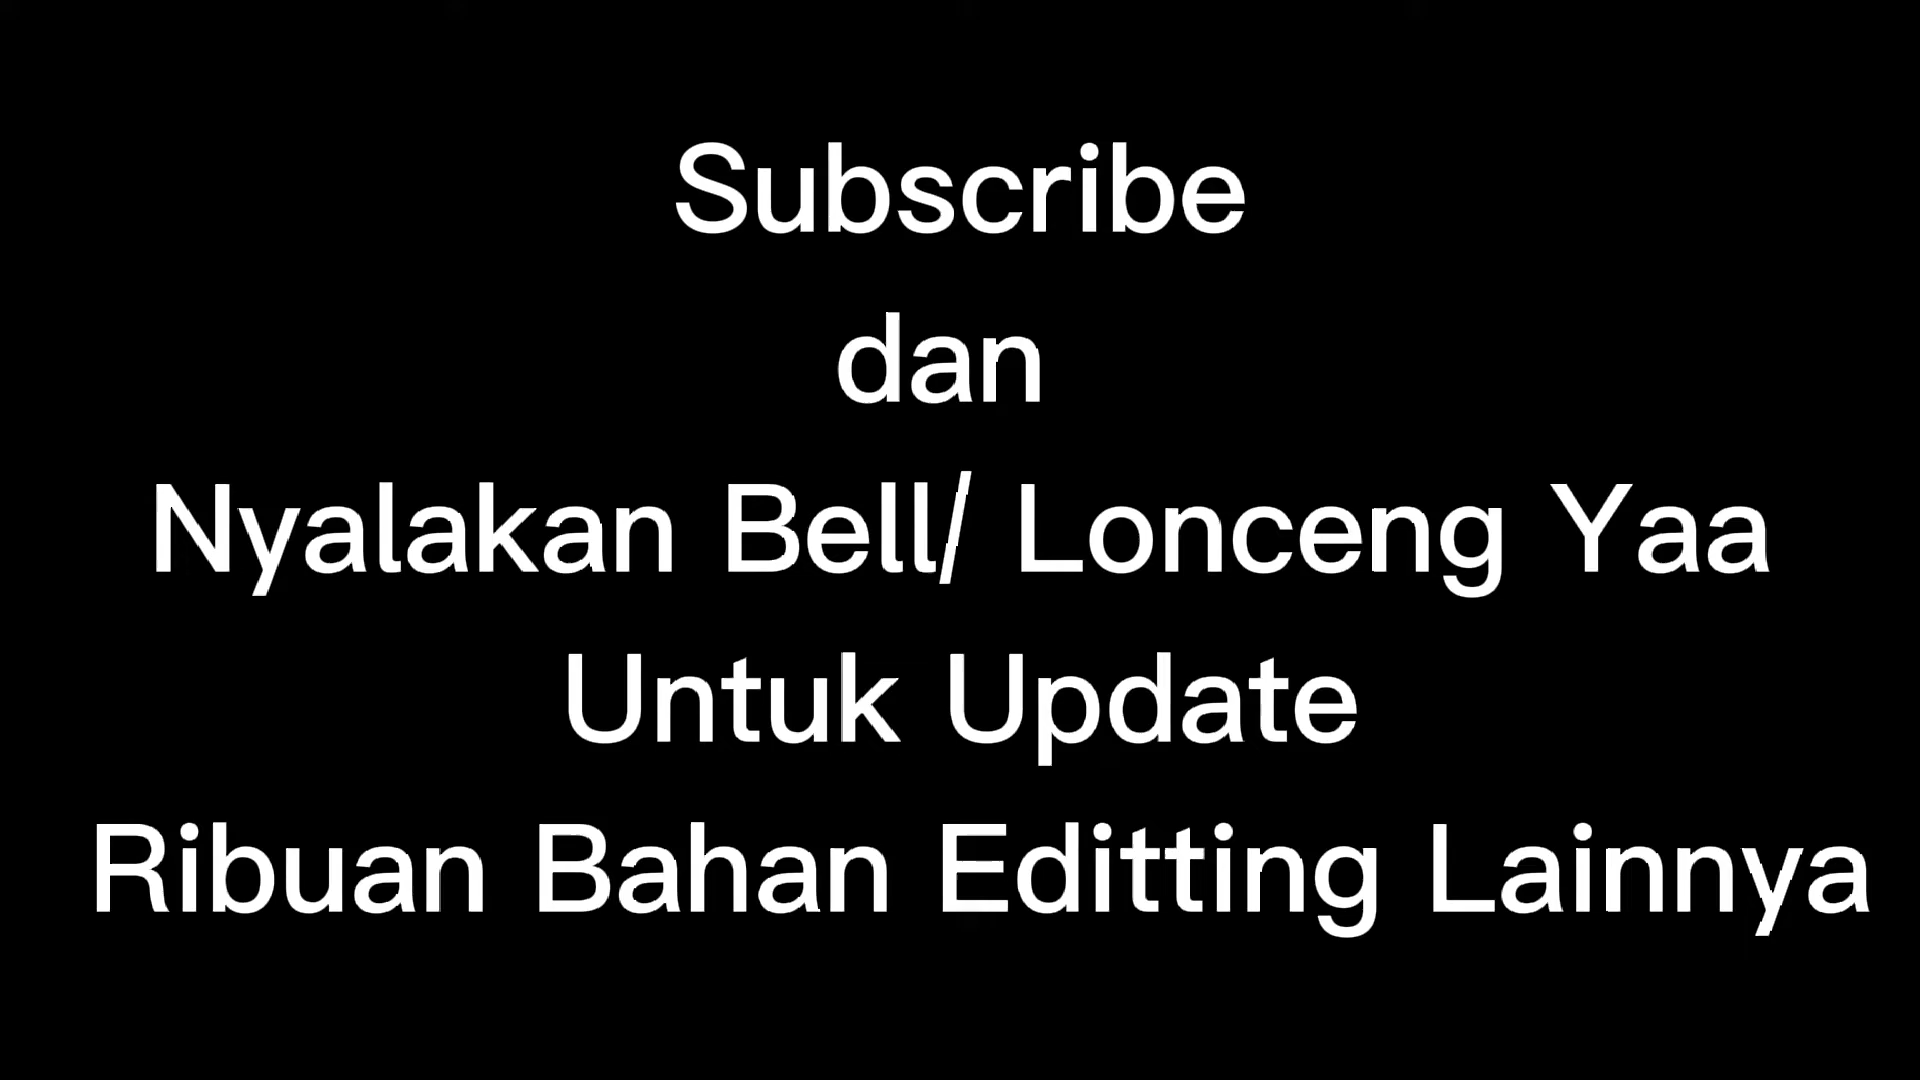 Subscribe
dan
Nyalakan Bell/ Lonceng Yaa
Untuk Update
Ribuan Bahan Editting Lainnya